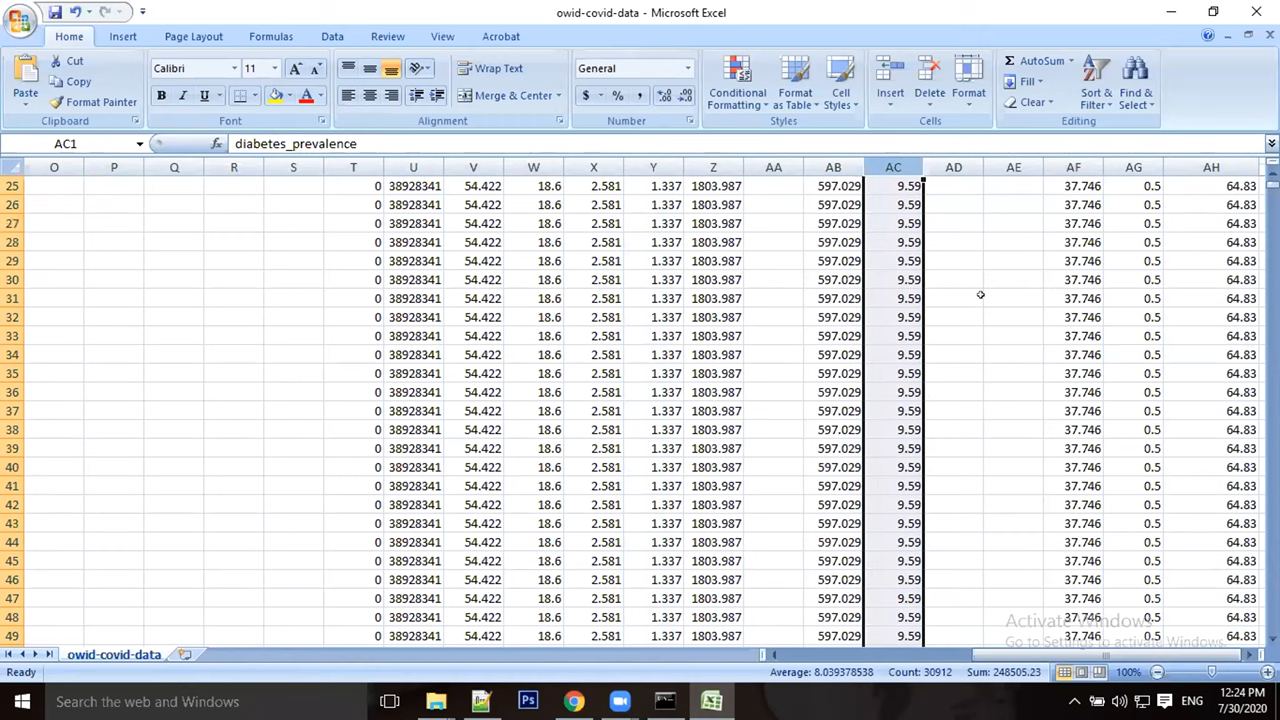 owid-covid-data - Microsoft Excel
Home Insert Page Layout Formulas Data Review View Acrobat
Paste Cut Copy Format Painter Clipboard
Calibri 11 A A B I U A Font
Wrap Text Merge & Center Alignment
General $ % , Number
Conditional Formatting Format as Table Cell Styles Styles
Insert Delete Format Cells
Σ AutoSum Fill Clear Sort & Filter Find & Select Editing
AC1 fx diabetes_prevalence
O P Q R S T U V W X Y Z AA AB AC AD AE AF AG AH
25 0 38928341 54.422 18.6 2.581 1.337 1803.987 597.029 9.59 37.746 0.5 64.83
26 0 38928341 54.422 18.6 2.581 1.337 1803.987 597.029 9.59 37.746 0.5 64.83
27 0 38928341 54.422 18.6 2.581 1.337 1803.987 597.029 9.59 37.746 0.5 64.83
28 0 38928341 54.422 18.6 2.581 1.337 1803.987 597.029 9.59 37.746 0.5 64.83
29 0 38928341 54.422 18.6 2.581 1.337 1803.987 597.029 9.59 37.746 0.5 64.83
30 0 38928341 54.422 18.6 2.581 1.337 1803.987 597.029 9.59 37.746 0.5 64.83
31 0 38928341 54.422 18.6 2.581 1.337 1803.987 597.029 9.59 37.746 0.5 64.83
32 0 38928341 54.422 18.6 2.581 1.337 1803.987 597.029 9.59 37.746 0.5 64.83
33 0 38928341 54.422 18.6 2.581 1.337 1803.987 597.029 9.59 37.746 0.5 64.83
34 0 38928341 54.422 18.6 2.581 1.337 1803.987 597.029 9.59 37.746 0.5 64.83
35 0 38928341 54.422 18.6 2.581 1.337 1803.987 597.029 9.59 37.746 0.5 64.83
36 0 38928341 54.422 18.6 2.581 1.337 1803.987 597.029 9.59 37.746 0.5 64.83
37 0 38928341 54.422 18.6 2.581 1.337 1803.987 597.029 9.59 37.746 0.5 64.83
38 0 38928341 54.422 18.6 2.581 1.337 1803.987 597.029 9.59 37.746 0.5 64.83
39 0 38928341 54.422 18.6 2.581 1.337 1803.987 597.029 9.59 37.746 0.5 64.83
40 0 38928341 54.422 18.6 2.581 1.337 1803.987 597.029 9.59 37.746 0.5 64.83
41 0 38928341 54.422 18.6 2.581 1.337 1803.987 597.029 9.59 37.746 0.5 64.83
42 0 38928341 54.422 18.6 2.581 1.337 1803.987 597.029 9.59 37.746 0.5 64.83
43 0 38928341 54.422 18.6 2.581 1.337 1803.987 597.029 9.59 37.746 0.5 64.83
44 0 38928341 54.422 18.6 2.581 1.337 1803.987 597.029 9.59 37.746 0.5 64.83
45 0 38928341 54.422 18.6 2.581 1.337 1803.987 597.029 9.59 37.746 0.5 64.83
46 0 38928341 54.422 18.6 2.581 1.337 1803.987 597.029 9.59 37.746 0.5 64.83
47 0 38928341 54.422 18.6 2.581 1.337 1803.987 597.029 9.59 37.746 0.5 64.83
48 0 38928341 54.422 18.6 2.581 1.337 1803.987 597.029 9.59 37.746 0.5 64.83
49 0 38928341 54.422 18.6 2.581 1.337 1803.987 597.029 9.59 37.746 0.5 64.83
Activate Windows
Go to Settings to activate Windows.
owid-covid-data
Ready Average: 8.039378538 Count: 30912 Sum: 248505.23 100%
Search the web and Windows Ps ENG 12:24 PM
7/30/2020